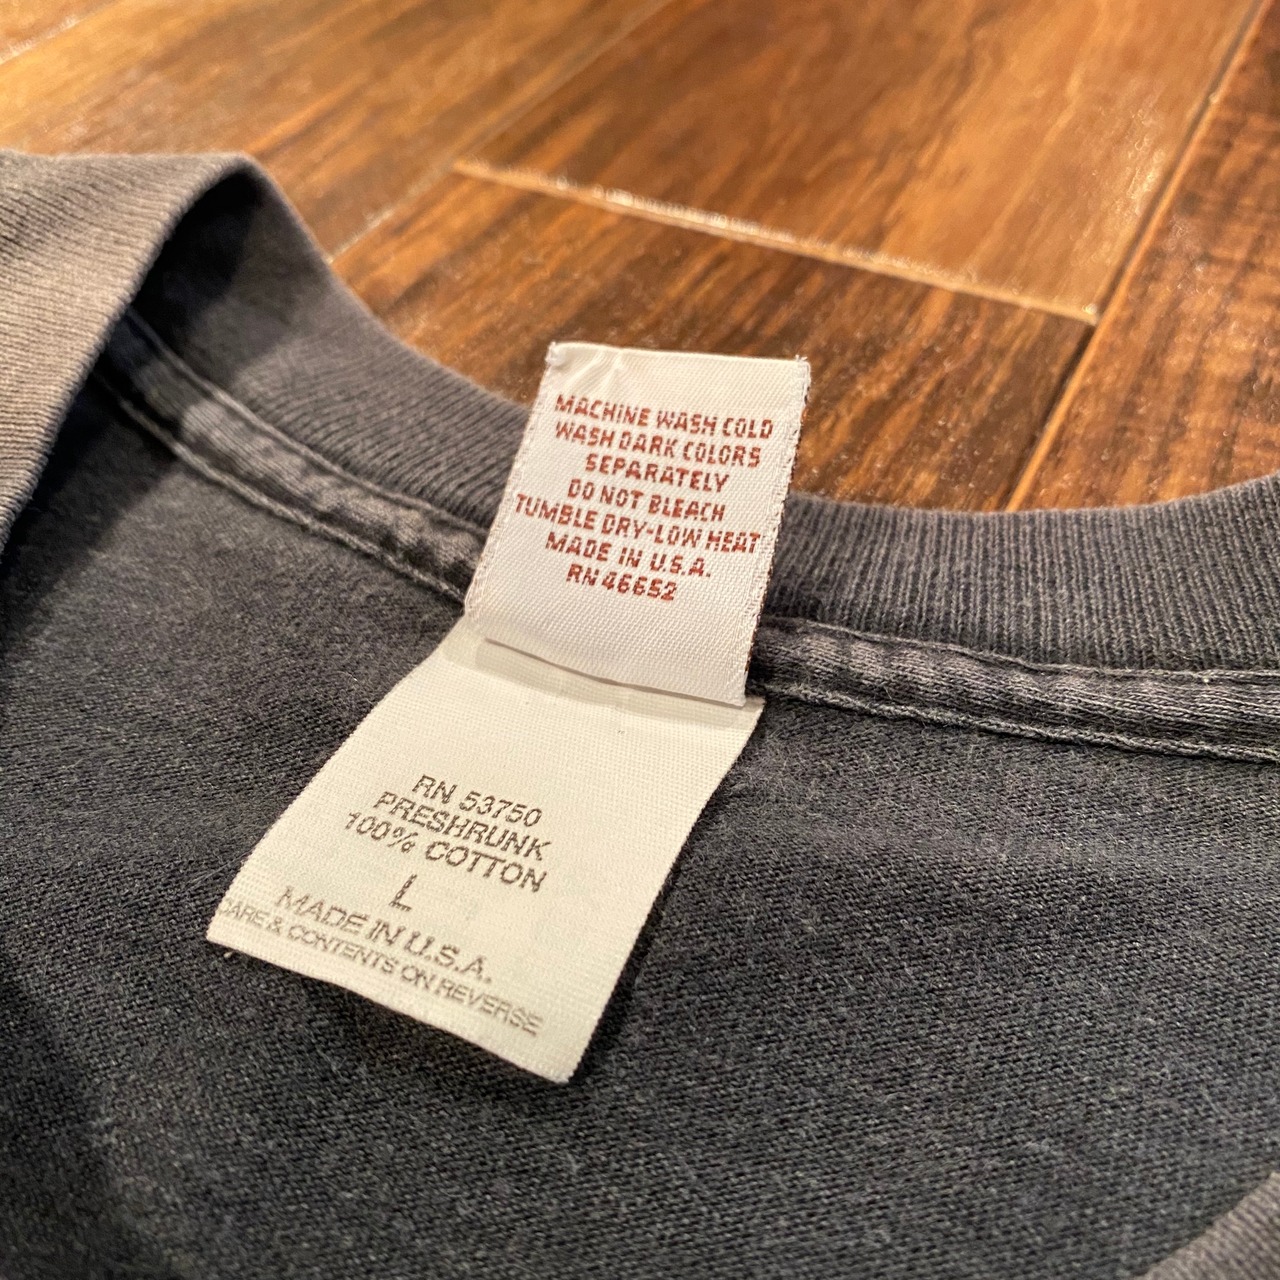 MACHINE WASH COLD
WASH DARK COLORS
SEPARATELY
DO NOT BLEACH
TUMBLE DRY-LOW HEAT
MADE IN U.S.A.
RN 46652
RN 53750
PRESHRUNK
100% COTTON
L
MADE IN U.S.A.
CARE & CONTENTS ON REVERSE